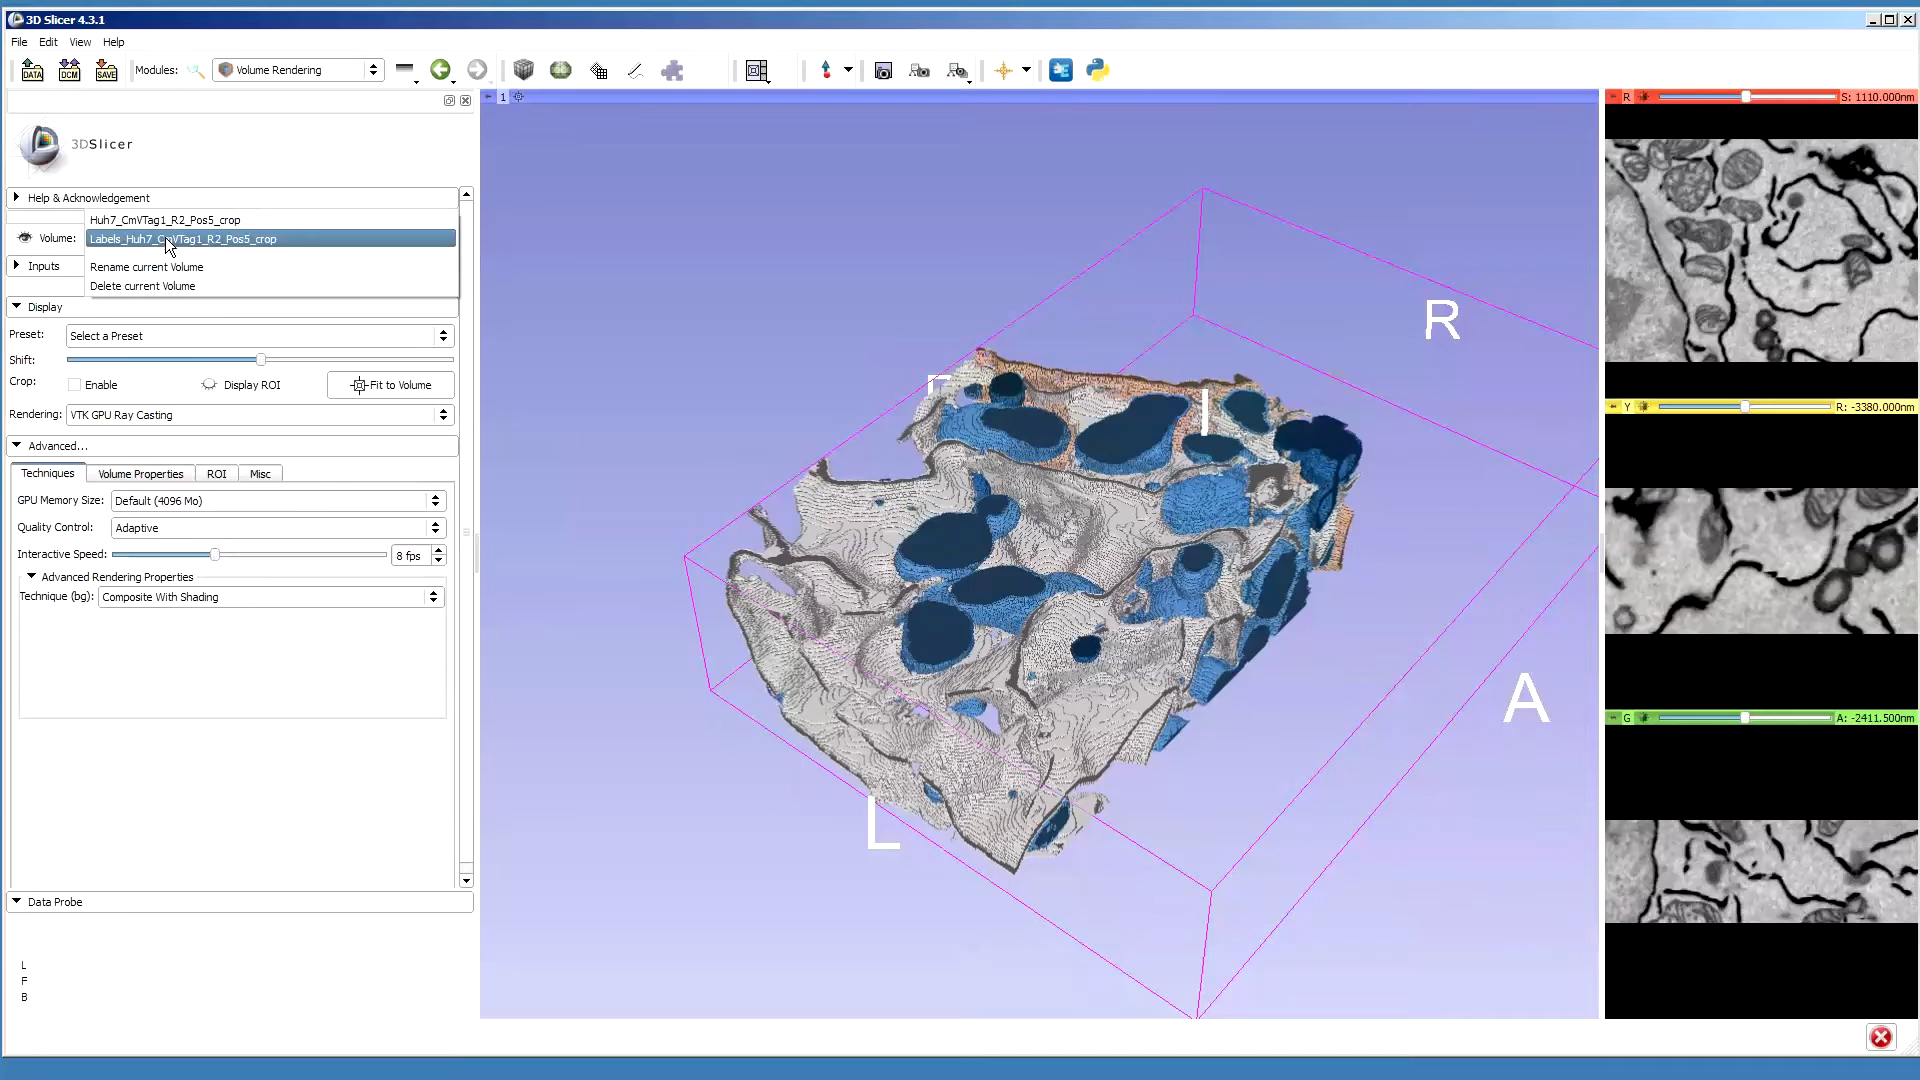 3D Slicer 4.3.1
File Edit View Help
DATA DCM SAVE Modules: Volume Rendering
3DSlicer
Help & Acknowledgement
Huh7_CmVTag1_R2_Pos5_crop
Volume: Labels_Huh7_CmVTag1_R2_Pos5_crop
Inputs Rename current Volume
Delete current Volume
Display
Preset: Select a Preset
Shift:
Crop: Enable Display ROI Fit to Volume
Rendering: VTK GPU Ray Casting
Advanced...
Techniques Volume Properties ROI Misc
GPU Memory Size: Default (4096 Mo)
Quality Control: Adaptive
Interactive Speed: 8 fps
Advanced Rendering Properties
Technique (bg): Composite With Shading
Data Probe
L
F
B
1
R
I
A
L
R S: 1110.000nm
Y R: -3380.000nm
G A: -2411.500nm